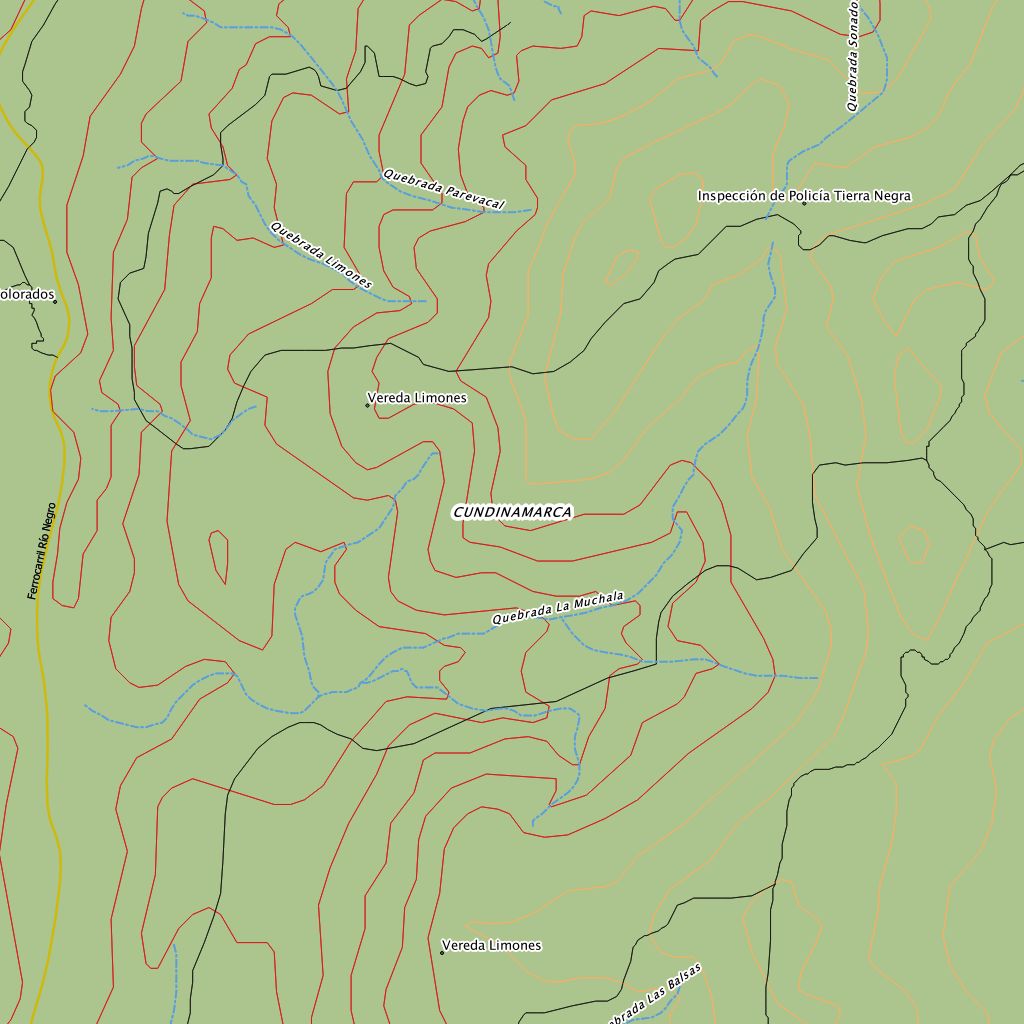 Quebrada Sonado
Quebrada Parevacal
Inspección de Policía Tierra Negra
Quebrada Limones
olorados
Vereda Limones
CUNDINAMARCA
Ferrocarril Río Negro
Quebrada La Muchala
Vereda Limones
ebrada Las Balsas